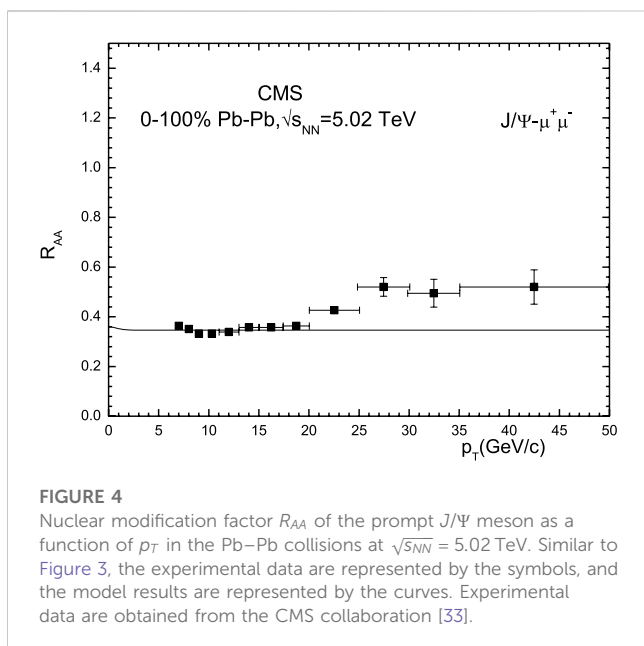 1.4
1.2
1.0
0.8
0.6
0.4
0.2
0.0
R_AA
CMS
0-100% Pb-Pb,√s_NN=5.02 TeV
J/Ψ-μ⁺μ⁻
0 5 10 15 20 25 30 35 40 45 50
p_T(GeV/c)
FIGURE 4
Nuclear modification factor R_AA of the prompt J/Ψ meson as a
function of p_T in the Pb–Pb collisions at √s_NN = 5.02 TeV. Similar to
Figure 3, the experimental data are represented by the symbols, and
the model results are represented by the curves. Experimental
data are obtained from the CMS collaboration [33].